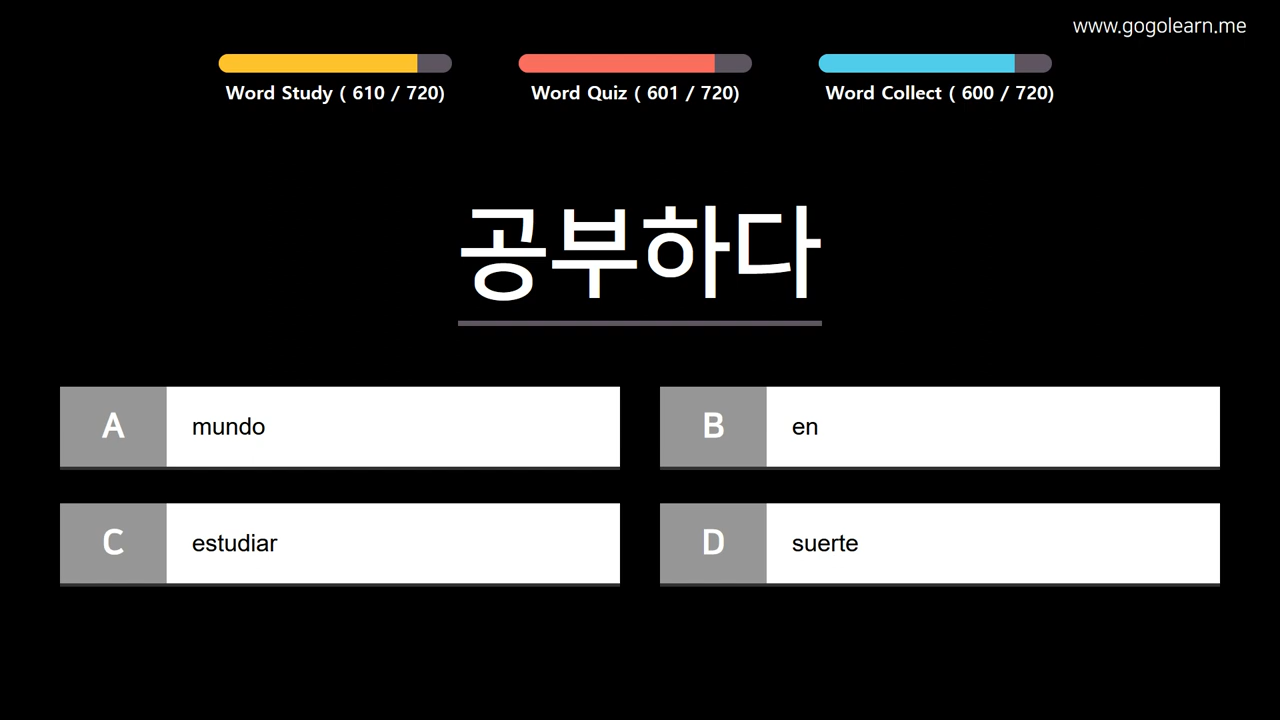 www.gogolearn.me
Word Study ( 610 / 720)
Word Quiz ( 601 / 720)
Word Collect ( 600 / 720)
공부하다
A
mundo
B
en
C
estudiar
D
suerte